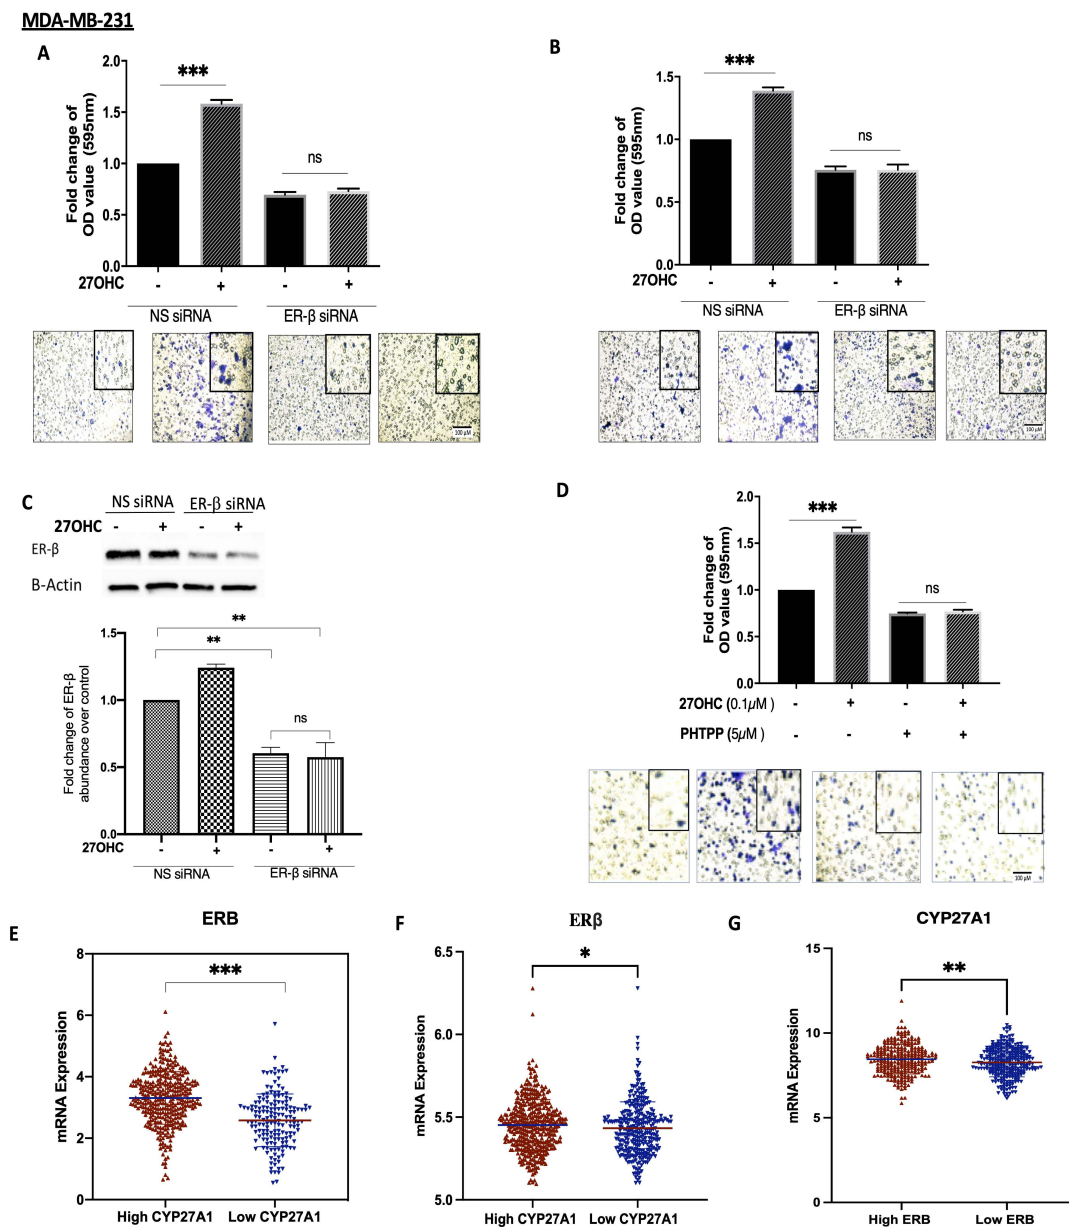 MDA-MB-231
A
Fold change of
OD value (595nm)
2.0
1.5
1.0
0.5
0.0
***
ns
27OHC - + - +
NS siRNA ER-β siRNA
100 µM
B
Fold change of
OD value (595nm)
1.5
1.0
0.5
0.0
***
ns
27OHC - + - +
NS siRNA ER-β siRNA
100 µM
C
NS siRNA ER-β siRNA
27OHC - + - +
ER-β
B-Actin
Fold change of ER-β
abundance over control
1.5
1.0
0.5
0.0
**
**
ns
27OHC - + - +
NS siRNA ER-β siRNA
D
Fold change of
OD value (595nm)
2.0
1.5
1.0
0.5
0.0
***
ns
27OHC (0.1µM ) - + - +
PHTPP (5µM ) - - + +
100 µM
E
ERB
mRNA Expression
8
6
4
2
0
***
High CYP27A1 Low CYP27A1
F
ERβ
mRNA Expression
6.5
6.0
5.5
5.0
*
High CYP27A1 Low CYP27A1
G
CYP27A1
mRNA Expression
15
10
5
0
**
High ERB Low ERB